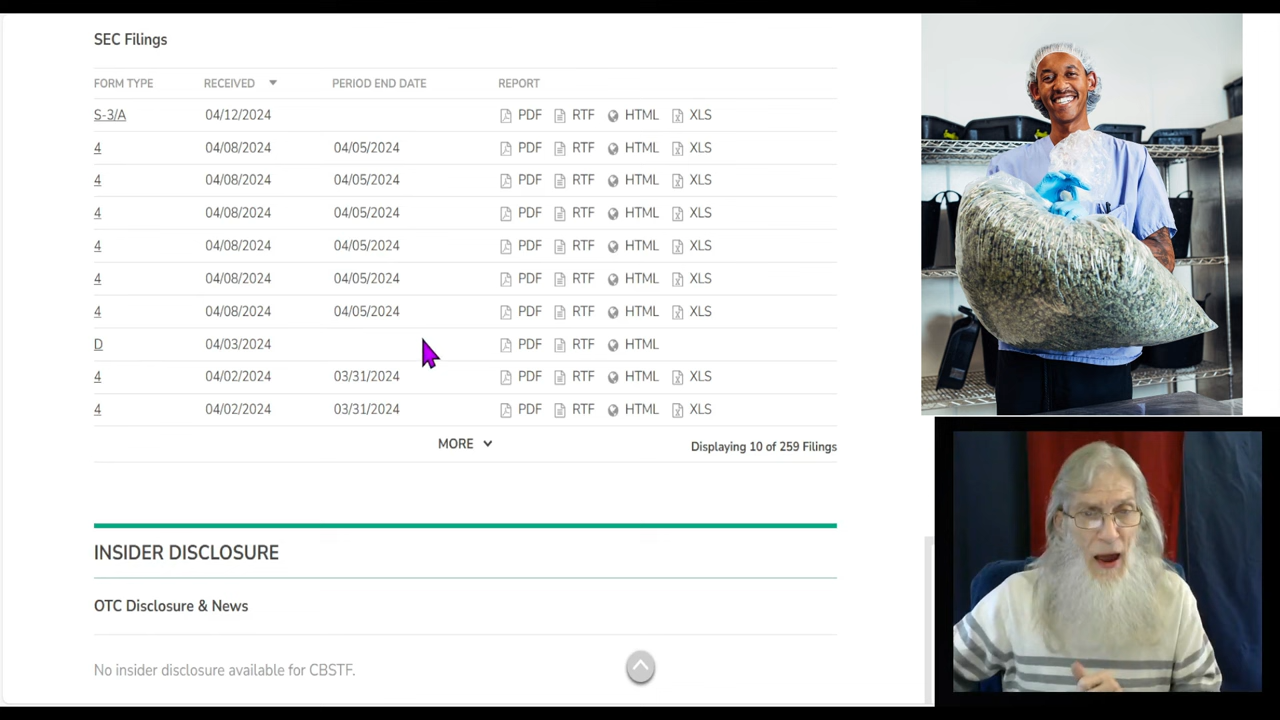 SEC Filings
FORM TYPE RECEIVED PERIOD END DATE REPORT
S-3/A 04/12/2024 PDF RTF HTML XLS
4 04/08/2024 04/05/2024 PDF RTF HTML XLS
4 04/08/2024 04/05/2024 PDF RTF HTML XLS
4 04/08/2024 04/05/2024 PDF RTF HTML XLS
4 04/08/2024 04/05/2024 PDF RTF HTML XLS
4 04/08/2024 04/05/2024 PDF RTF HTML XLS
4 04/08/2024 04/05/2024 PDF RTF HTML XLS
D 04/03/2024 PDF RTF HTML
4 04/02/2024 03/31/2024 PDF RTF HTML XLS
4 04/02/2024 03/31/2024 PDF RTF HTML XLS
MORE Displaying 10 of 259 Filings
INSIDER DISCLOSURE
OTC Disclosure & News
No insider disclosure available for CBSTF.